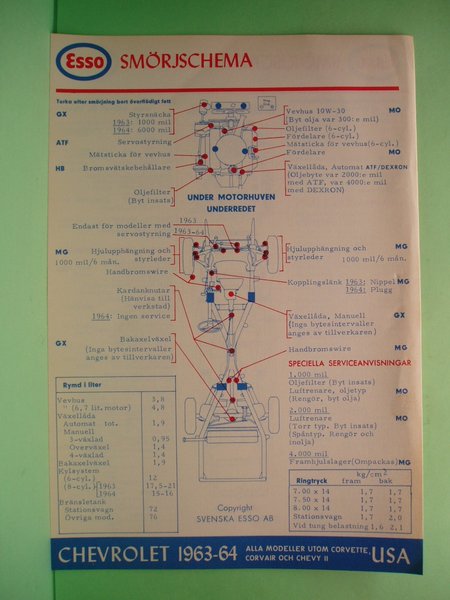 Esso SMÖRJSCHEMA
Torka efter smörjning bort överflödigt fett
GX Styrsnäcka
1963: 1000 mil
1964: 6000 mil
ATF Servostyrning
Mätsticka för vevhus
HB Bromsvätskebehållare
Oljefilter
(Byt insats)
Vevhus 10W-30 MO
(Byt olja var 300:e mil)
Oljefilter (6-cyl.)
Fördelare (6-cyl.) MO
Mätsticka för vevhus(6-cyl.)
Fördelare MO
Växellåda, Automat ATF/DEXRON
(Oljebyte var 2000:e mil
med ATF, var 4000:e mil
med DEXRON)
UNDER MOTORHUVEN
UNDERREDET
1963
Endast för modeller med
servostyrning
1963-64
MG Hjulupphängning och
styrleder
1000 mil/6 mån.
Handbromswire
Kardanknutar
(Hänvisa till
verkstad)
1964: Ingen service
GX Bakaxelväxel
(Inga bytesintervaller
anges av tillverkaren)
Hjulupphängning och MG
styrleder
1000 mil/6 mån.
Kopplingslänk 1963: Nippel MG
1964: Plugg
Växellåda, Manuell GX
(Inga bytesintervaller
anges av tillverkaren)
Handbromswire MG
SPECIELLA SERVICEANVISNINGAR
1.000 mil
Oljefilter (Byt insats)
Luftrenare, oljetyp MO
(Rengör, byt olja)
2.000 mil
Luftrenare MO
(Torr typ. Byt insats)
(Spåntyp. Rengör och
inolja)
4.000 mil
Framhjulslager(Ompackas) MG
Rymd i liter
Vevhus 3,8
" (6,7 lit. motor) 4,8
Växellåda
Automat tot. 1,9
Manuell
3-växlad 0,95
Överväxel 1,4
4-växlad 1,4
Bakaxelväxel 1,9
Kylsystem
(6-cyl.) 12
(8-cyl.) 1963 17,5-21
1964 15-16
Bränsletank
Stationsvagn 72
Övriga mod. 76
kg/cm²
Ringtryck fram bak
7.00 x 14 1,7 1,7
7.50 x 14 1,7 1,7
8.00 x 14 1,7 1,7
Stationsvagn 1,7 2,0
Vid tung belastning 1,6 2,1
Copyright
SVENSKA ESSO AB
CHEVROLET 1963-64 ALLA MODELLER UTOM CORVETTE,
CORVAIR OCH CHEVY II USA